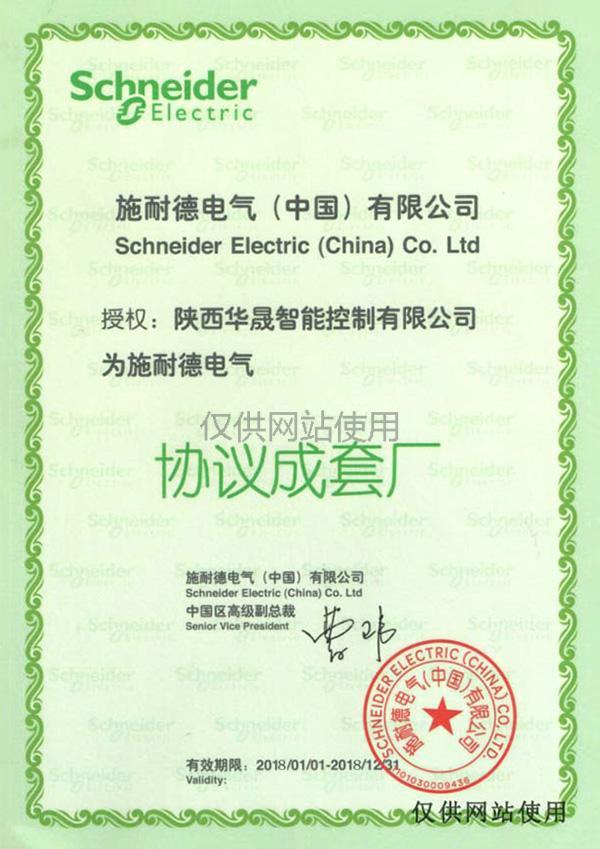 Schneider
Electric
施耐德电气（中国）有限公司
Schneider Electric (China) Co. Ltd
授权：陕西华晟智能控制有限公司
为施耐德电气
仅供网站使用
协议成套厂
施耐德电气（中国）有限公司
Schneider Electric (China) Co. Ltd
中国区高级副总裁
Senior Vice President
SCHNEIDER ELECTRIC (CHINA) CO., LTD.
施耐德电气(中国)有限公司
1101030009436
有效期限：2018/01/01-2018/12/31
Validity:
仅供网站使用